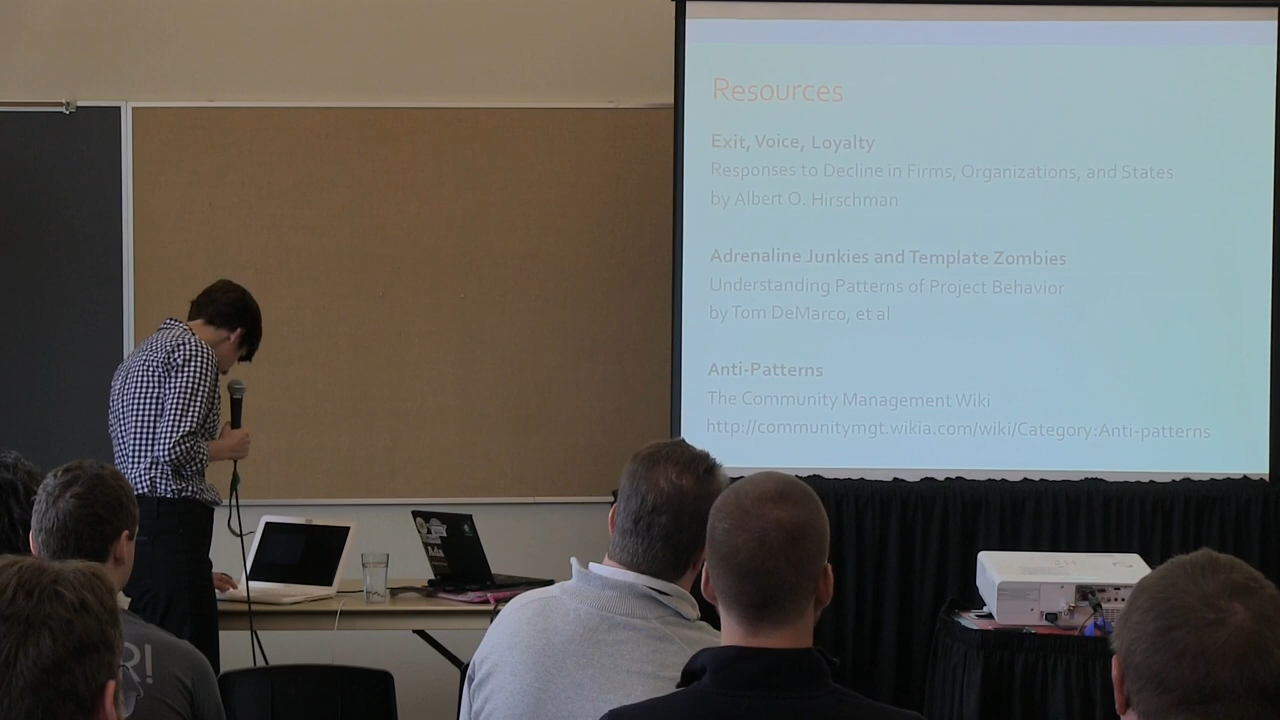 Resources
Exit, Voice, Loyalty
Responses to Decline in Firms, Organizations, and States
by Albert O. Hirschman
Adrenaline Junkies and Template Zombies
Understanding Patterns of Project Behavior
by Tom DeMarco, et al
Anti-Patterns
The Community Management Wiki
http://communitymgt.wikia.com/wiki/Category:Anti-patterns
R!